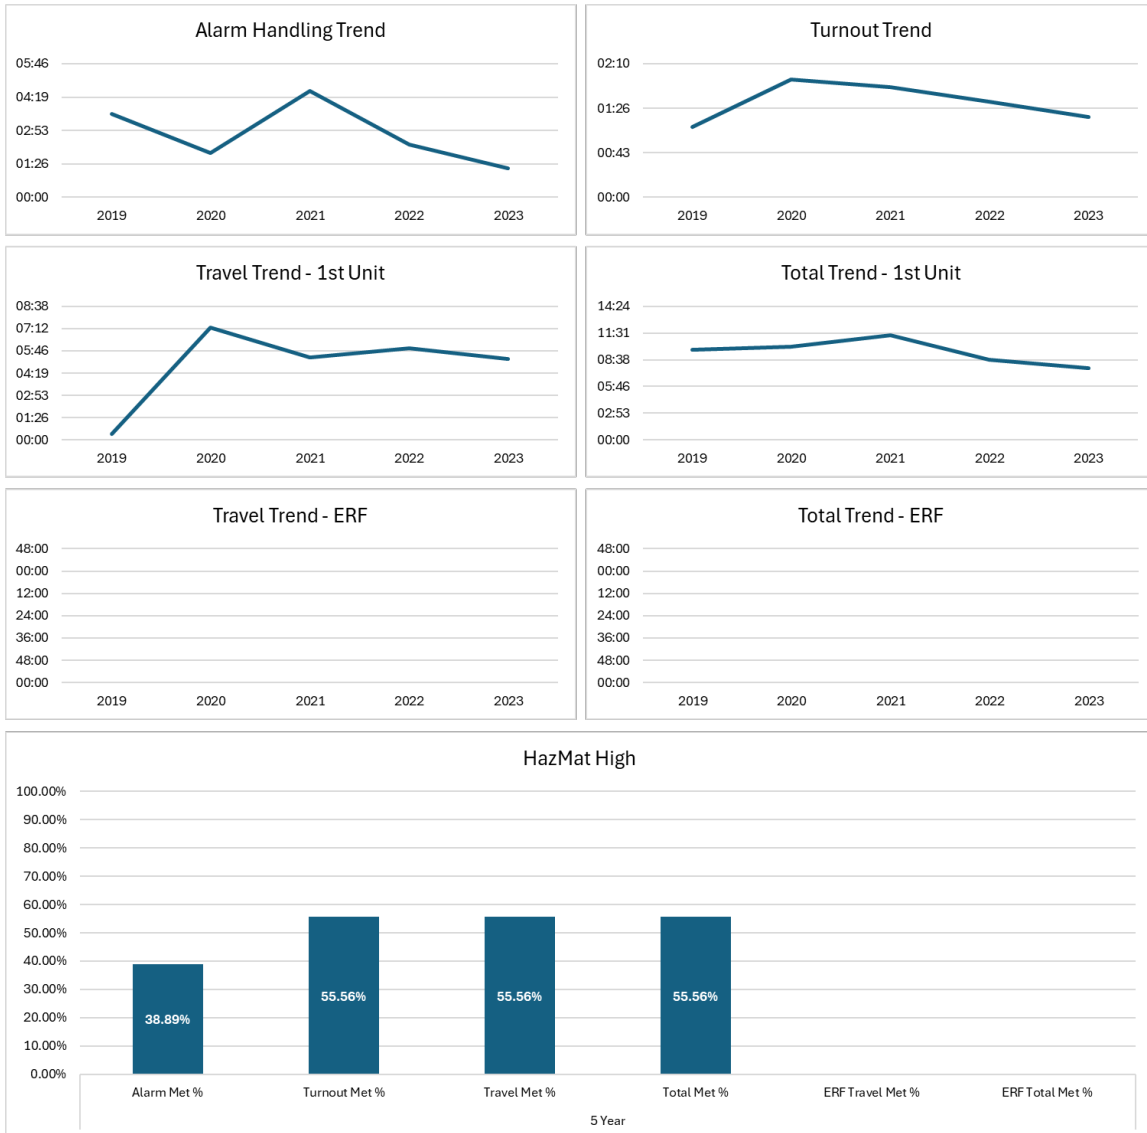 Alarm Handling Trend
05:46
04:19
02:53
01:26
00:00
2019 2020 2021 2022 2023
Turnout Trend
02:10
01:26
00:43
00:00
2019 2020 2021 2022 2023
Travel Trend - 1st Unit
08:38
07:12
05:46
04:19
02:53
01:26
00:00
2019 2020 2021 2022 2023
Total Trend - 1st Unit
14:24
11:31
08:38
05:46
02:53
00:00
2019 2020 2021 2022 2023
Travel Trend - ERF
48:00
00:00
12:00
24:00
36:00
48:00
00:00
2019 2020 2021 2022 2023
Total Trend - ERF
48:00
00:00
12:00
24:00
36:00
48:00
00:00
2019 2020 2021 2022 2023
HazMat High
100.00%
90.00%
80.00%
70.00%
60.00%
50.00%
40.00%
30.00%
20.00%
10.00%
0.00%
38.89% 55.56% 55.56% 55.56%
Alarm Met % Turnout Met % Travel Met % Total Met % ERF Travel Met % ERF Total Met %
5 Year